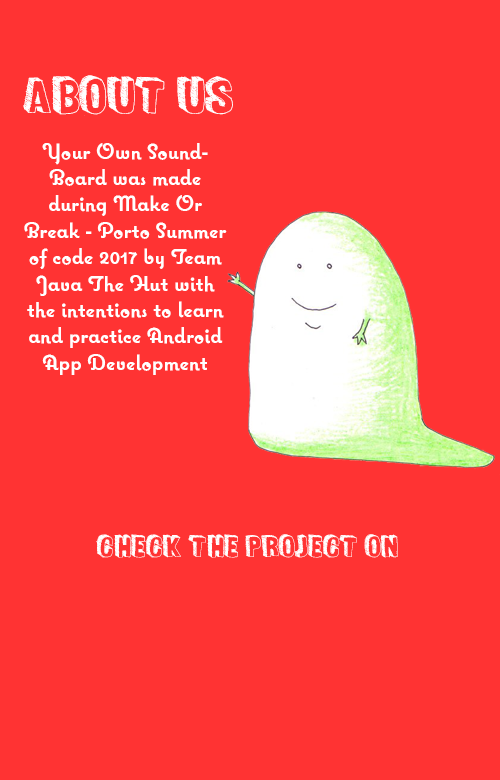 ABOUT US
Your Own Sound-
Board was made
during Make Or
Break - Porto Summer
of code 2017 by Team
Java The Hut with
the intentions to learn
and practice Android
App Development
CHECK THE PROJECT ON